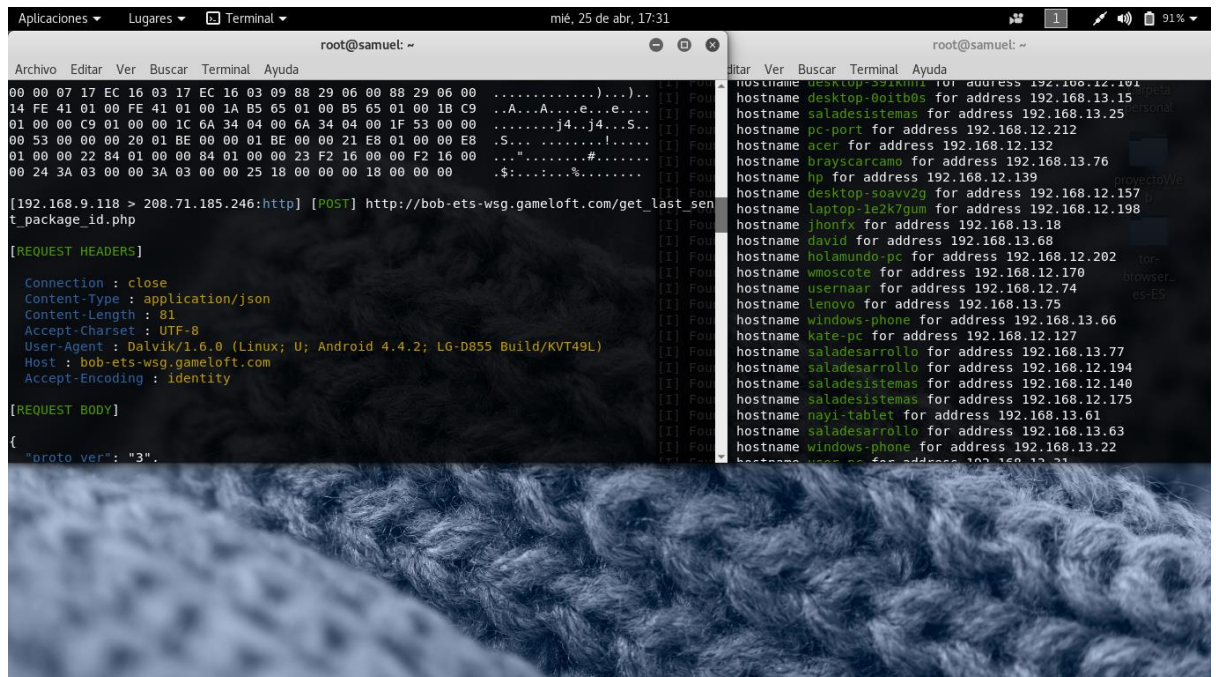 Aplicaciones Lugares Terminal mié, 25 de abr, 17:31 1 91%
root@samuel: ~
Archivo Editar Ver Buscar Terminal Ayuda
00 00 07 17 EC 16 03 17 EC 16 03 09 88 29 06 00 88 29 06 00 .............)...)..
14 FE 41 01 00 FE 41 01 00 1A B5 65 01 00 B5 65 01 00 1B C9 ..A...A....e...e....
01 00 00 C9 01 00 00 1C 6A 34 04 00 6A 34 04 00 1F 53 00 00 ........j4..j4...S..
00 53 00 00 00 20 01 BE 00 00 01 BE 00 00 21 E8 01 00 00 E8 .S... ........!.....
01 00 00 22 84 01 00 00 84 01 00 00 23 F2 16 00 00 F2 16 00 ..."........#.......
00 24 3A 03 00 00 3A 03 00 00 25 18 00 00 00 18 00 00 00 .$:...:...%........
[192.168.9.118 > 208.71.185.246:http] [POST] http://bob-ets-wsg.gameloft.com/get_last_sen
t_package_id.php
[REQUEST HEADERS]
Connection : close
Content-Type : application/json
Content-Length : 81
Accept-Charset : UTF-8
User-Agent : Dalvik/1.6.0 (Linux; U; Android 4.4.2; LG-D855 Build/KVT49L)
Host : bob-ets-wsg.gameloft.com
Accept-Encoding : identity
[REQUEST BODY]
{
"proto_ver": "3",
root@samuel: ~
ditar Ver Buscar Terminal Ayuda
hostname desktop-391khhi for address 192.168.12.101
hostname desktop-0oitb0s for address 192.168.13.15
hostname saladesistemas for address 192.168.13.25
hostname pc-port for address 192.168.12.212
hostname acer for address 192.168.12.132
hostname brayscarcamo for address 192.168.13.76
hostname hp for address 192.168.12.139
hostname desktop-soavv2g for address 192.168.12.157
hostname laptop-1e2k7gum for address 192.168.12.198
hostname jhonfx for address 192.168.13.18
hostname david for address 192.168.13.68
hostname holamundo-pc for address 192.168.12.202
hostname wmoscote for address 192.168.12.170
hostname usernaar for address 192.168.12.74
hostname lenovo for address 192.168.13.75
hostname windows-phone for address 192.168.13.66
hostname kate-pc for address 192.168.12.127
hostname saladesarrollo for address 192.168.13.77
hostname saladesarrollo for address 192.168.12.194
hostname saladesistemas for address 192.168.12.140
hostname saladesistemas for address 192.168.12.175
hostname nayi-tablet for address 192.168.13.61
hostname saladesarrollo for address 192.168.13.63
hostname windows-phone for address 192.168.13.22
hostname user-pc for address 192.168.13.31